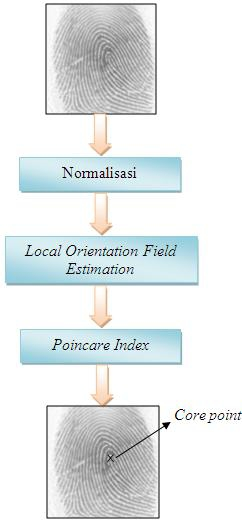 Normalisasi
Local Orientation Field
Estimation
Poincare Index
Core point
X